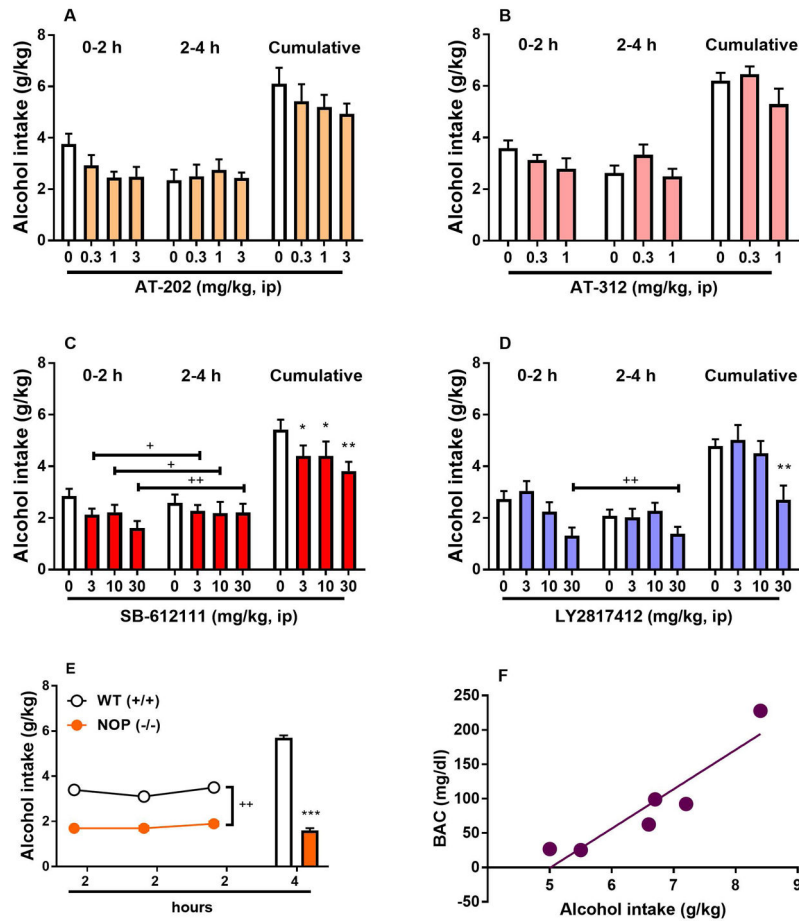 A
0-2 h 2-4 h Cumulative
Alcohol intake (g/kg)
8
6
4
2
0
0 0.3 1 3 0 0.3 1 3 0 0.3 1 3
AT-202 (mg/kg, ip)
B
0-2 h 2-4 h Cumulative
Alcohol intake (g/kg)
8
6
4
2
0
0 0.3 1 0 0.3 1 0 0.3 1
AT-312 (mg/kg, ip)
C
0-2 h 2-4 h Cumulative
Alcohol intake (g/kg)
8
6
4
2
0
+
+
++
* * **
0 3 10 30 0 3 10 30 0 3 10 30
SB-612111 (mg/kg, ip)
D
0-2 h 2-4 h Cumulative
Alcohol intake (g/kg)
8
6
4
2
0
++
**
0 3 10 30 0 3 10 30 0 3 10 30
LY2817412 (mg/kg, ip)
E
WT (+/+)
NOP (-/-)
Alcohol intake (g/kg)
8
6
4
2
0
++
***
2 2 2 4
hours
F
BAC (mg/dl)
250
200
150
100
50
0
-50
5 6 7 8 9
Alcohol intake (g/kg)